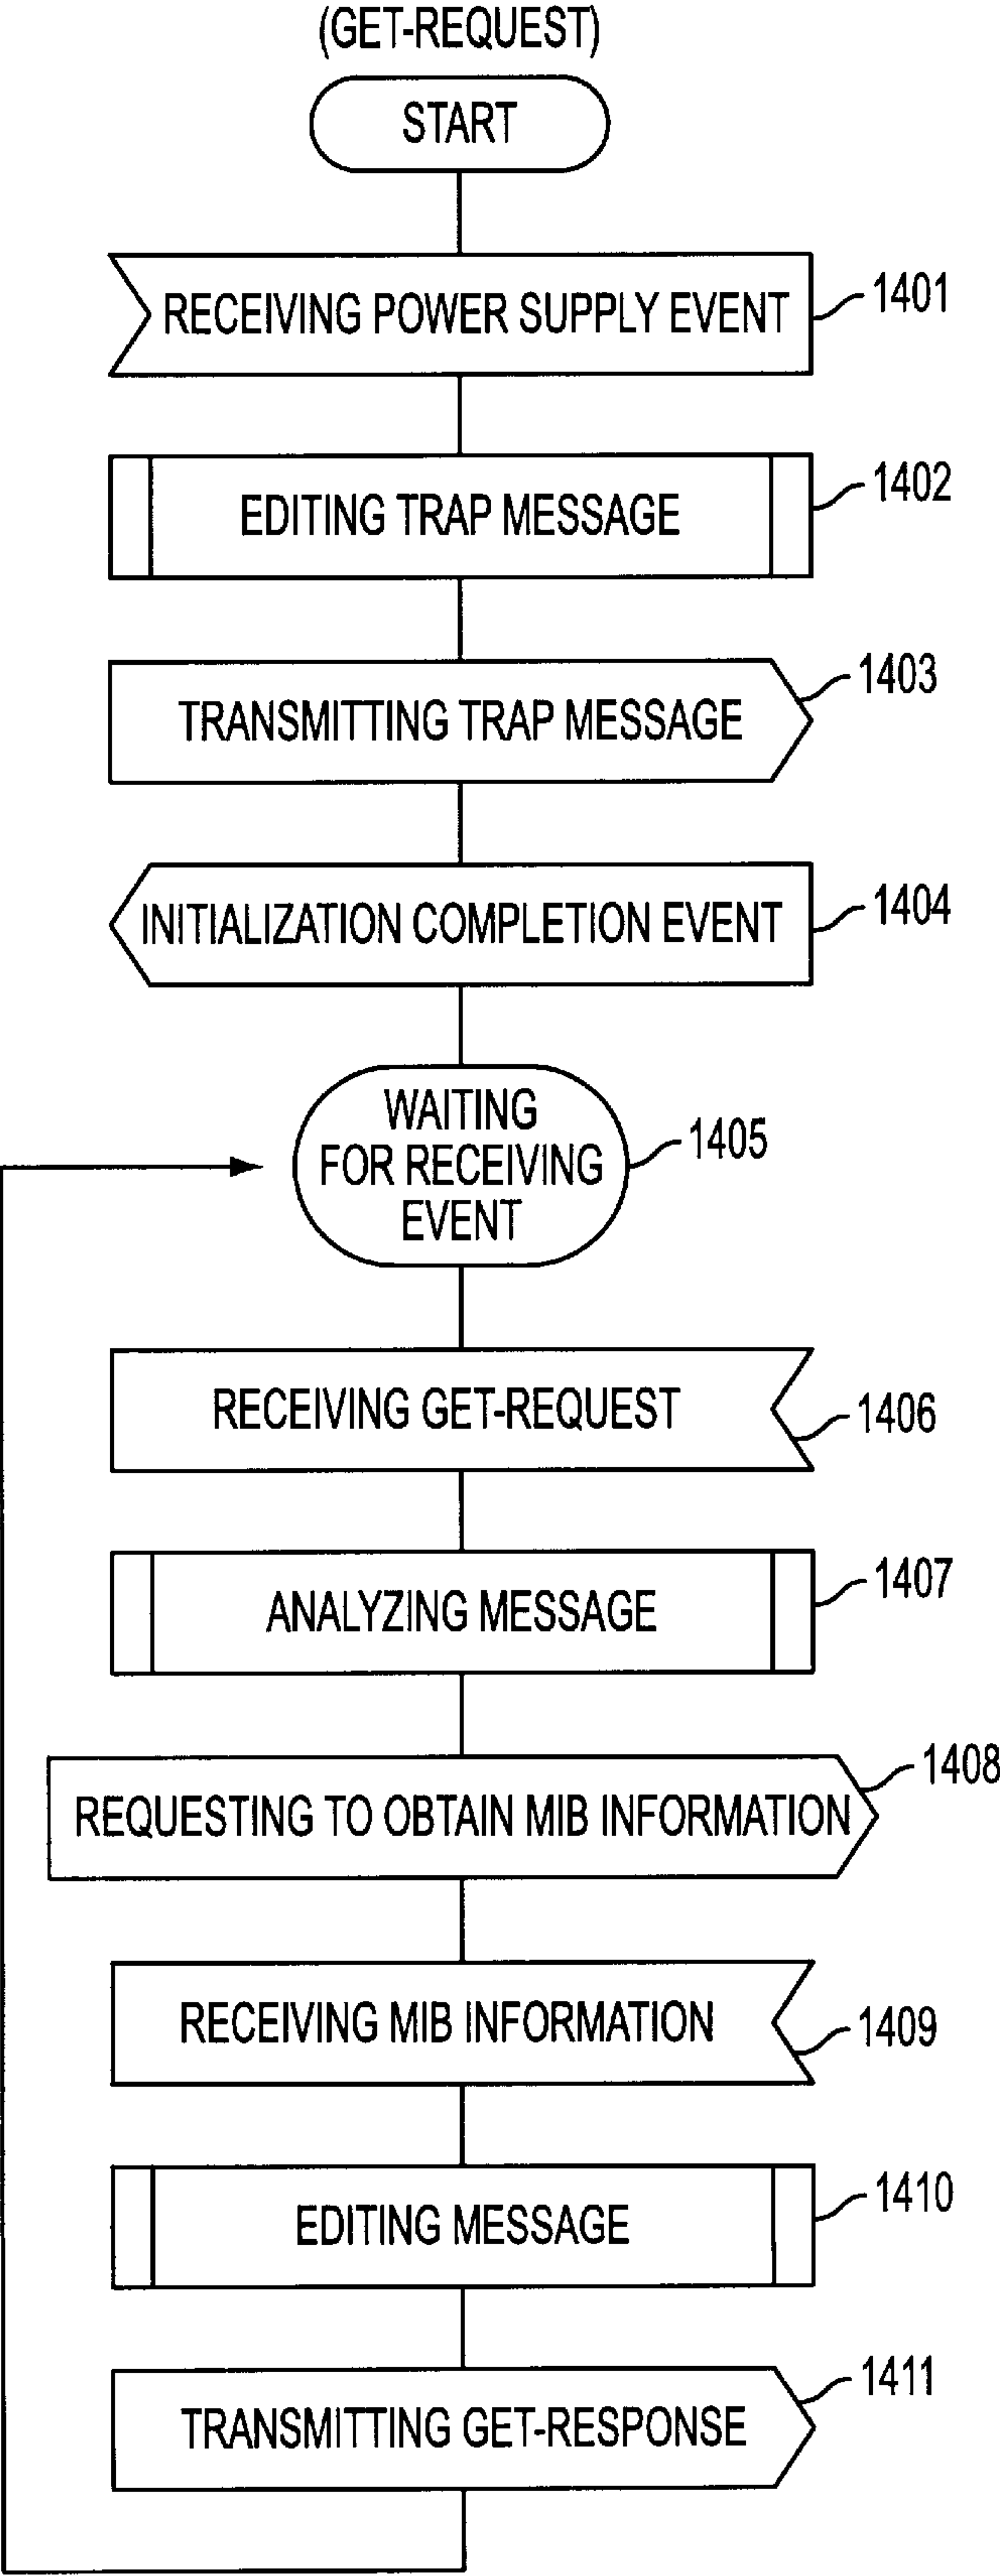 (GET-REQUEST)
START
RECEIVING POWER SUPPLY EVENT
1401
EDITING TRAP MESSAGE
1402
TRANSMITTING TRAP MESSAGE
1403
INITIALIZATION COMPLETION EVENT
1404
WAITING
FOR RECEIVING
EVENT
1405
RECEIVING GET-REQUEST
1406
ANALYZING MESSAGE
1407
REQUESTING TO OBTAIN MIB INFORMATION
1408
RECEIVING MIB INFORMATION
1409
EDITING MESSAGE
1410
TRANSMITTING GET-RESPONSE
1411